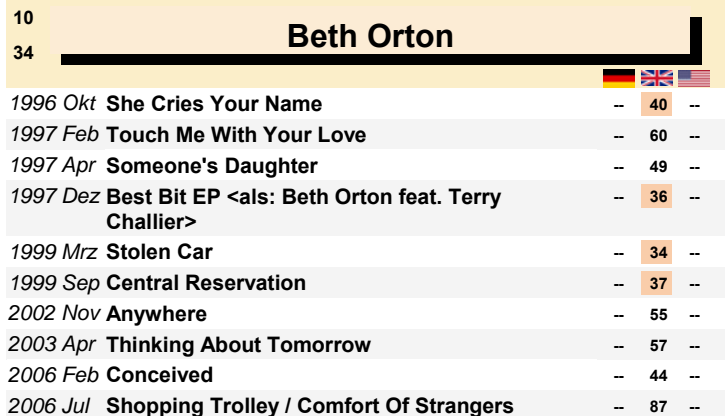 10
34
Beth Orton
1996 Okt She Cries Your Name -- 40 --
1997 Feb Touch Me With Your Love -- 60 --
1997 Apr Someone's Daughter -- 49 --
1997 Dez Best Bit EP <als: Beth Orton feat. Terry -- 36 --
Challier>
1999 Mrz Stolen Car -- 34 --
1999 Sep Central Reservation -- 37 --
2002 Nov Anywhere -- 55 --
2003 Apr Thinking About Tomorrow -- 57 --
2006 Feb Conceived -- 44 --
2006 Jul Shopping Trolley / Comfort Of Strangers -- 87 --